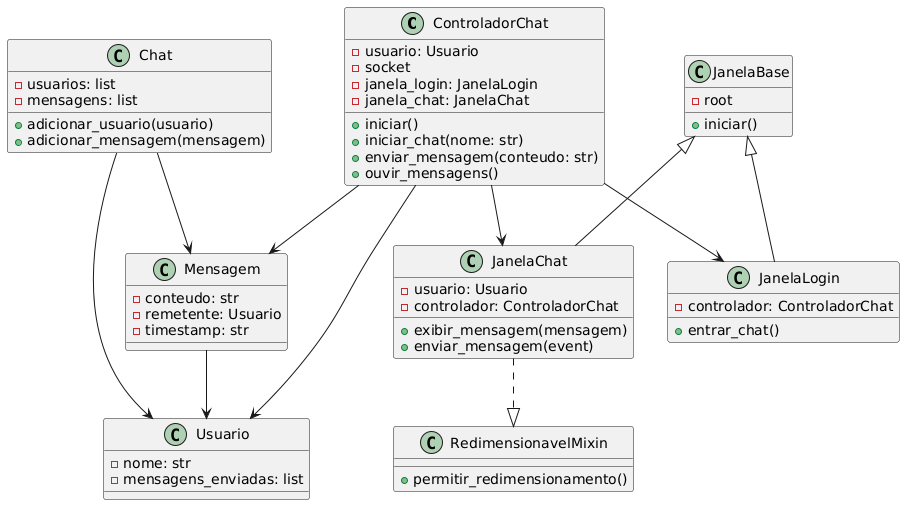 C Chat
usuarios: list
mensagens: list
adicionar_usuario(usuario)
adicionar_mensagem(mensagem)
C ControladorChat
usuario: Usuario
socket
janela_login: JanelaLogin
janela_chat: JanelaChat
iniciar()
iniciar_chat(nome: str)
enviar_mensagem(conteudo: str)
ouvir_mensagens()
C JanelaBase
root
iniciar()
C Mensagem
conteudo: str
remetente: Usuario
timestamp: str
C JanelaChat
usuario: Usuario
controlador: ControladorChat
exibir_mensagem(mensagem)
enviar_mensagem(event)
C JanelaLogin
controlador: ControladorChat
entrar_chat()
C Usuario
nome: str
mensagens_enviadas: list
C RedimensionavelMixin
permitir_redimensionamento()